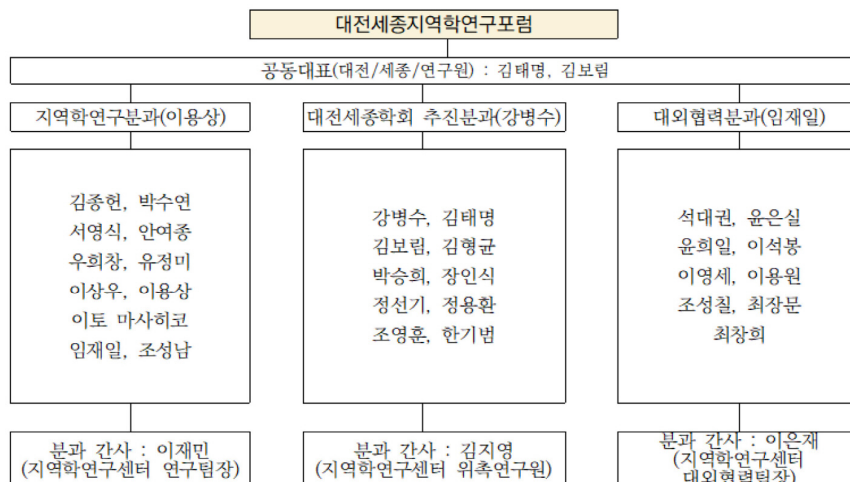 대전세종지역학연구포럼
공동대표(대전/세종/연구원) : 김태명, 김보림
지역학연구분과(이용상)
김종헌, 박수연
서영식, 안여종
우희창, 유정미
이상우, 이용상
이토 마사히코
임재일, 조성남
분과 간사 : 이재민
(지역학연구센터 연구팀장)
대전세종학회 추진분과(강병수)
강병수, 김태명
김보림, 김형균
박승희, 장인식
정선기, 정용환
조영훈, 한기범
분과 간사 : 김지영
(지역학연구센터 위촉연구원)
대외협력분과(임재일)
석대권, 윤은실
윤희일, 이석봉
이영세, 이용원
조성칠, 최장문
최창희
분과 간사 : 이은재
(지역학연구센터
대외협력팀장)